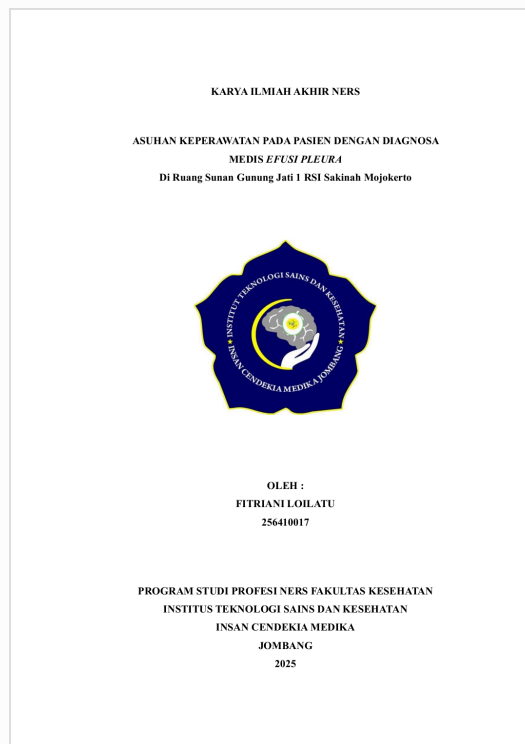 KARYA ILMIAH AKHIR NERS
ASUHAN KEPERAWATAN PADA PASIEN DENGAN DIAGNOSA
MEDIS EFUSI PLEURA
Di Ruang Sunan Gunung Jati 1 RSI Sakinah Mojokerto
INSTITUT TEKNOLOGI SAINS DAN KESEHATAN
INSAN CENDEKIA MEDIKA JOMBANG
OLEH :
FITRIANI LOILATU
256410017
PROGRAM STUDI PROFESI NERS FAKULTAS KESEHATAN
INSTITUS TEKNOLOGI SAINS DAN KESEHATAN
INSAN CENDEKIA MEDIKA
JOMBANG
2025